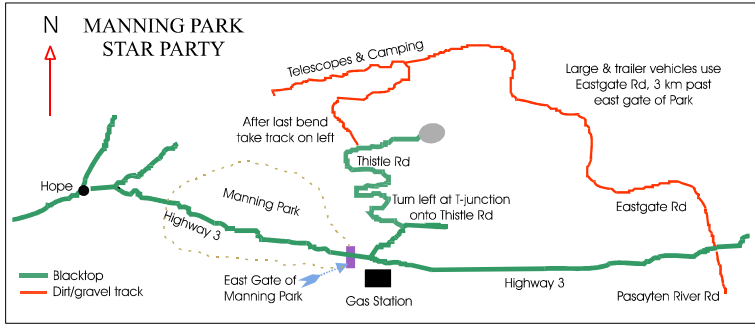 N
MANNING PARK
STAR PARTY
Telescopes & Camping
Large & trailer vehicles use
Eastgate Rd, 3 km past
east gate of Park
After last bend
take track on left
Thistle Rd
Hope
Manning Park
Turn left at T-junction
onto Thistle Rd
Highway 3
Eastgate Rd
Blacktop
Dirt/gravel track
East Gate of
Manning Park
Gas Station
Highway 3
Pasayten River Rd